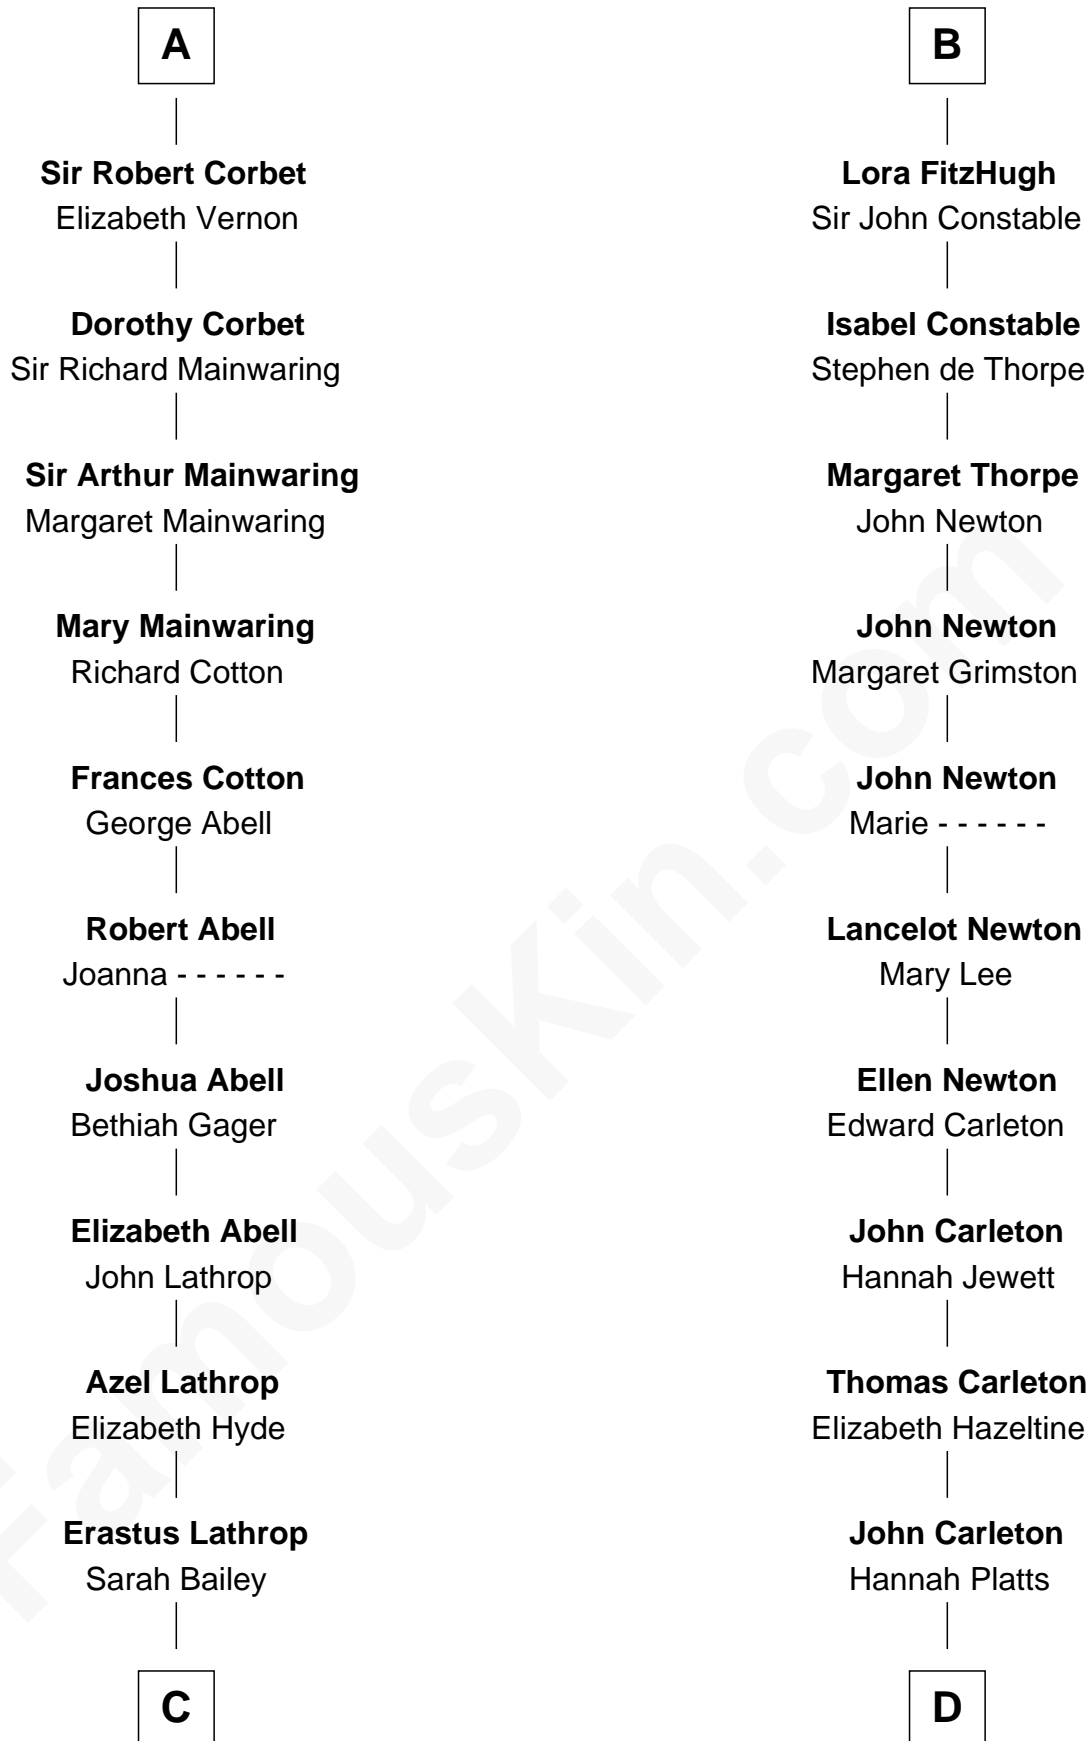 A
Sir Robert Corbet
Elizabeth Vernon
Dorothy Corbet
Sir Richard Mainwaring
Sir Arthur Mainwaring
Margaret Mainwaring
Mary Mainwaring
Richard Cotton
Frances Cotton
George Abell
Robert Abell
Joanna - - - - - -
Joshua Abell
Bethiah Gager
Elizabeth Abell
John Lathrop
Azel Lathrop
Elizabeth Hyde
Erastus Lathrop
Sarah Bailey
C
B
Lora FitzHugh
Sir John Constable
Isabel Constable
Stephen de Thorpe
Margaret Thorpe
John Newton
John Newton
Margaret Grimston
John Newton
Marie - - - - - -
Lancelot Newton
Mary Lee
Ellen Newton
Edward Carleton
John Carleton
Hannah Jewett
Thomas Carleton
Elizabeth Hazeltine
John Carleton
Hannah Platts
D
FamousKin.com